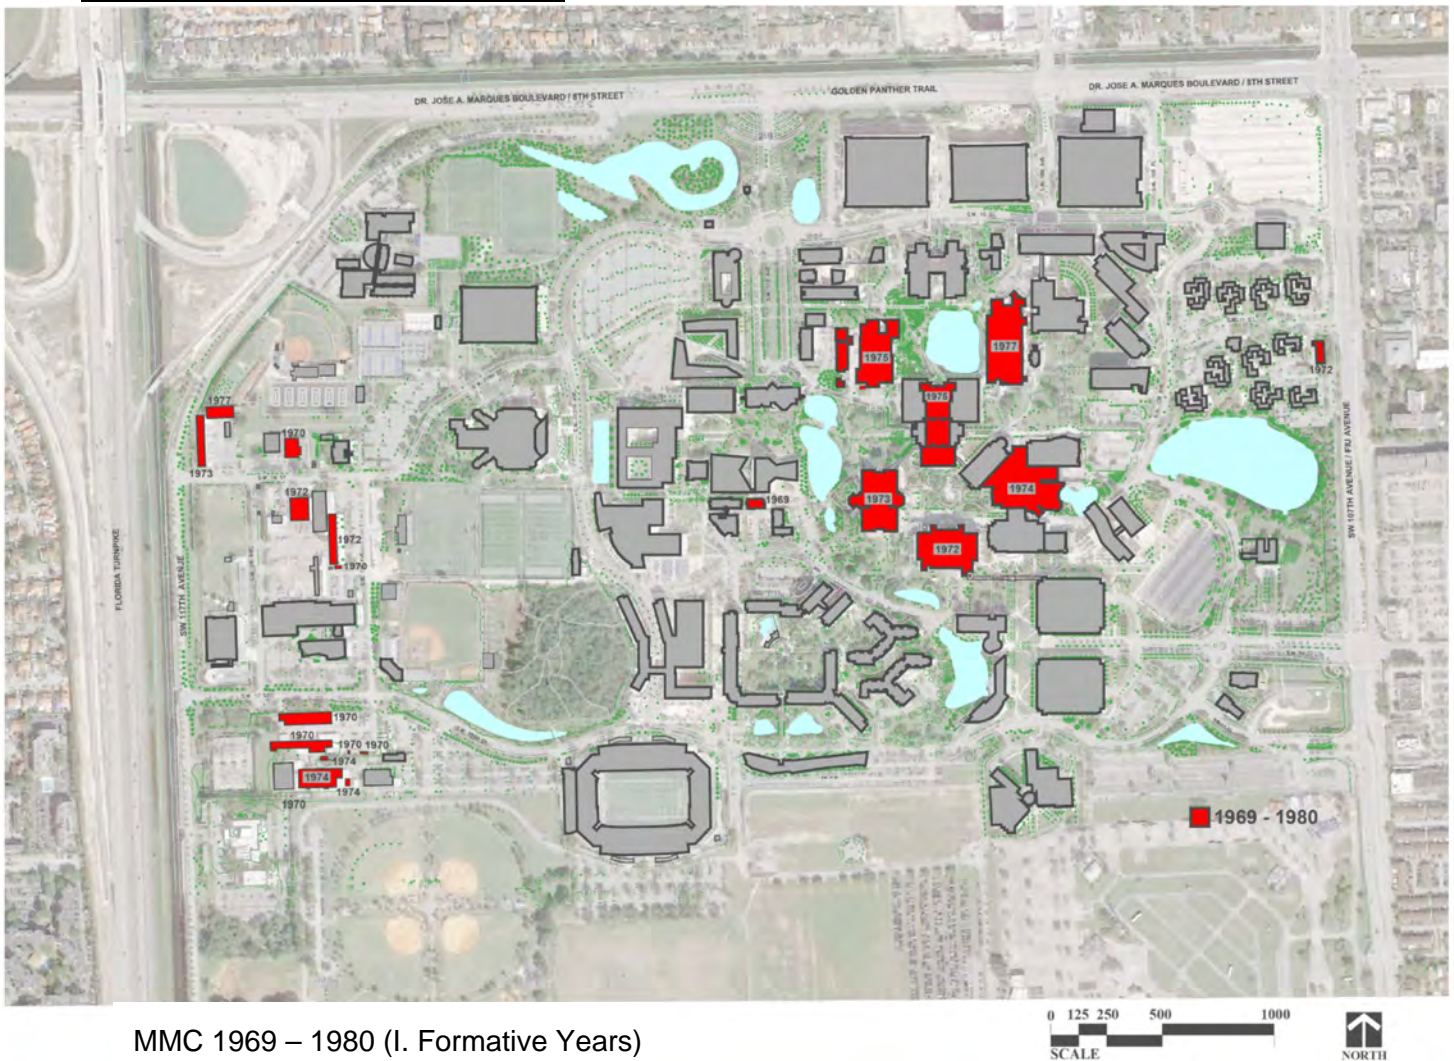 DR. JOSE A. MARQUES BOULEVARD / 8TH STREET
GOLDEN PANTHER TRAIL
DR. JOSE A. MARQUES BOULEVARD / 8TH STREET
1975
1977
1972
1975
1977
1970
1973
1972
1969
1973
1974
1972
1970
1972
SW 107TH AVENUE / FIU AVENUE
FLORIDA TURNPIKE
SW 117TH AVENUE
1970
1970
1970
1970
1974
1974
1974
1970
1969 - 1980
MMC 1969 – 1980 (I. Formative Years)
0 125 250 500 1000
SCALE
NORTH